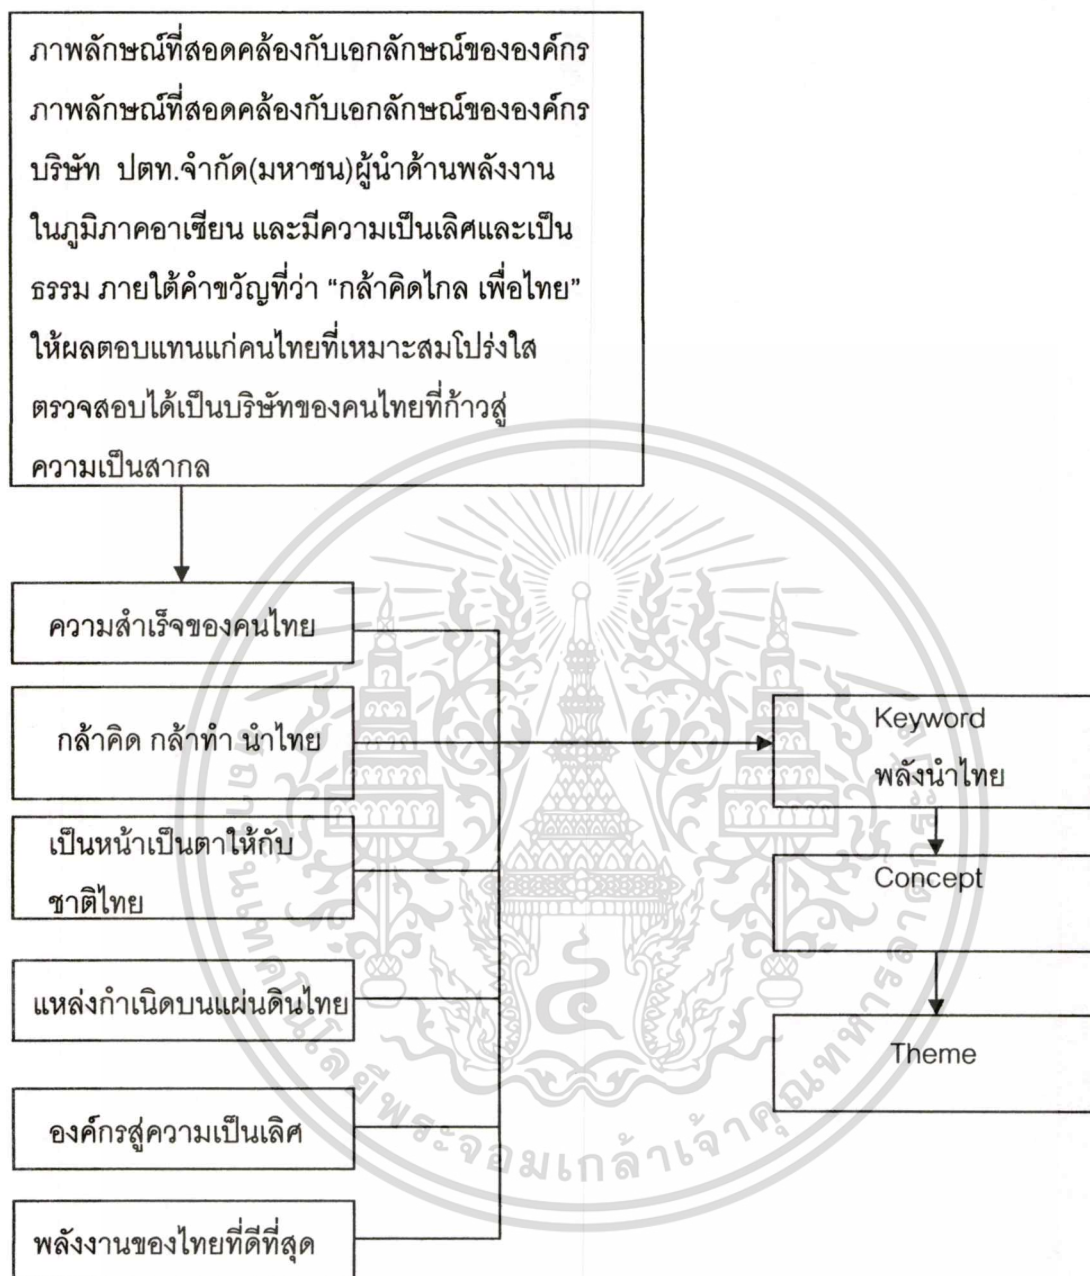 ภาพลักษณ์ที่สอดคล้องกับเอกลักษณ์ขององค์กร
ภาพลักษณ์ที่สอดคล้องกับเอกลักษณ์ขององค์กร
บริษัท ปตท.จำกัด(มหาชน)ผู้นำด้านพลังงาน
ในภูมิภาคอาเซียน และมีความเป็นเลิศและเป็น
ธรรม ภายใต้คำขวัญที่ว่า “กล้าคิดไกล เพื่อไทย”
ให้ผลตอบแทนแก่คนไทยที่เหมาะสมโปร่งใส
ตรวจสอบได้เป็นบริษัทของคนไทยที่ก้าวสู่
ความเป็นสากล
ความสำเร็จของคนไทย
กล้าคิด กล้าทำ นำไทย
เป็นหน้าเป็นตาให้กับ
ชาติไทย
แหล่งกำเนิดบนแผ่นดินไทย
องค์กรสู่ความเป็นเลิศ
พลังงานของไทยที่ดีที่สุด
Keyword
พลังนำไทย
Concept
Theme